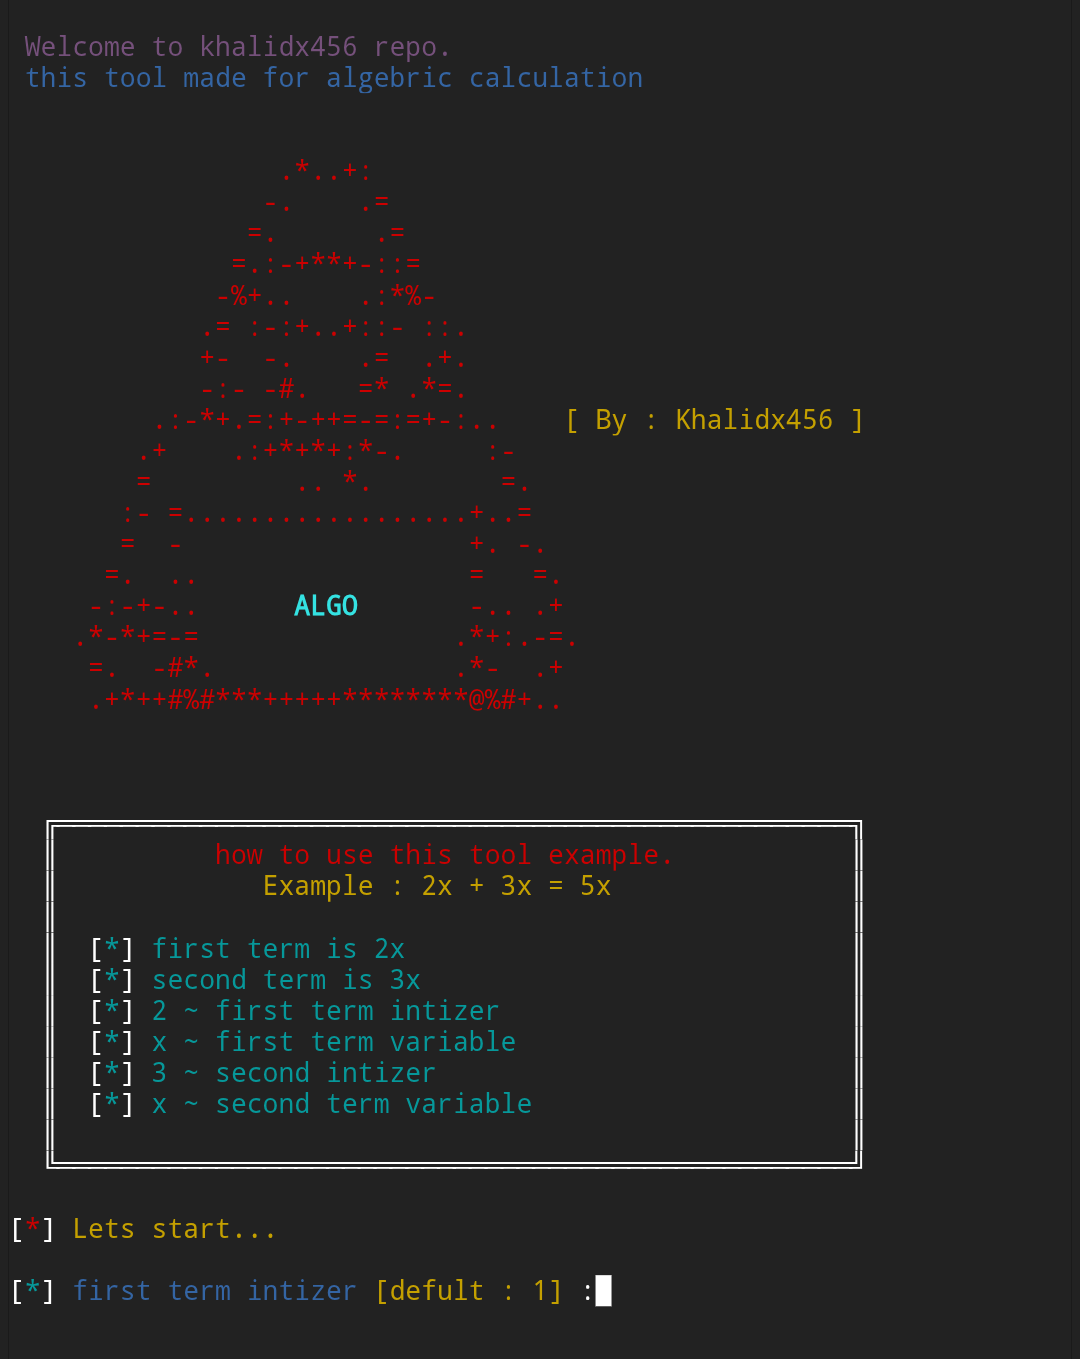 Welcome to khalidx456 repo.
this tool made for algebric calculation
.*..+:
-.    .=
=.      .=
=.:-+**+-::=
-%+..    .:*%-
.= :-:+..+::- ::.
+-  -.    .=  .+.
-:- -#.   =* .*=.
.:-*+.=:+-++=-=:=+-:..    [ By : Khalidx456 ]
.+    .:+*+*+:*-.     :-
=         .. *.        =.
:- =..................+..=
=  -                  +. -.
=.  ..                 =   =.
-:-+-..      ALGO       -.. .+
.*-*+=-=                .*+:.-=.
=.  -#*.               .*-  .+
.+*++#%#***+++++********@%#+..
how to use this tool example.
Example : 2x + 3x = 5x
[*] first term is 2x
[*] second term is 3x
[*] 2 ~ first term intizer
[*] x ~ first term variable
[*] 3 ~ second intizer
[*] x ~ second term variable
[*] Lets start...
[*] first term intizer [defult : 1] :